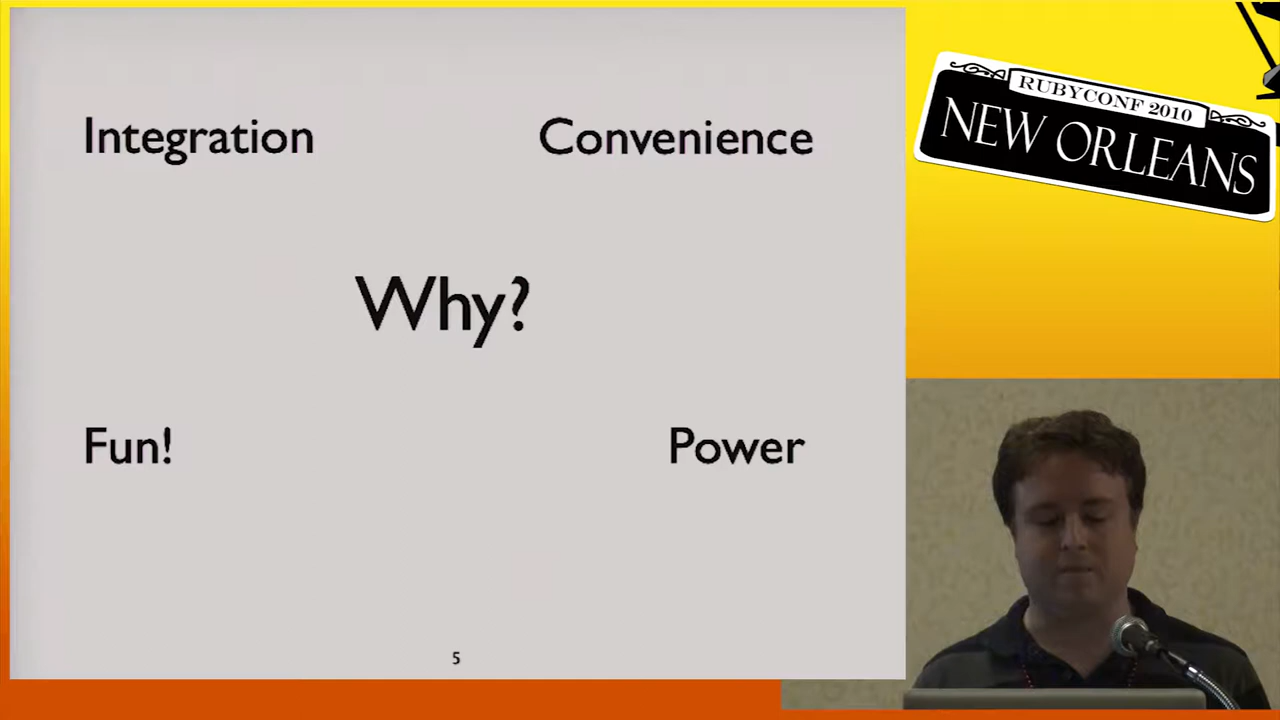 Integration
Convenience
Why?
Fun!
Power
5
RUBYCONF 2010
NEW ORLEANS